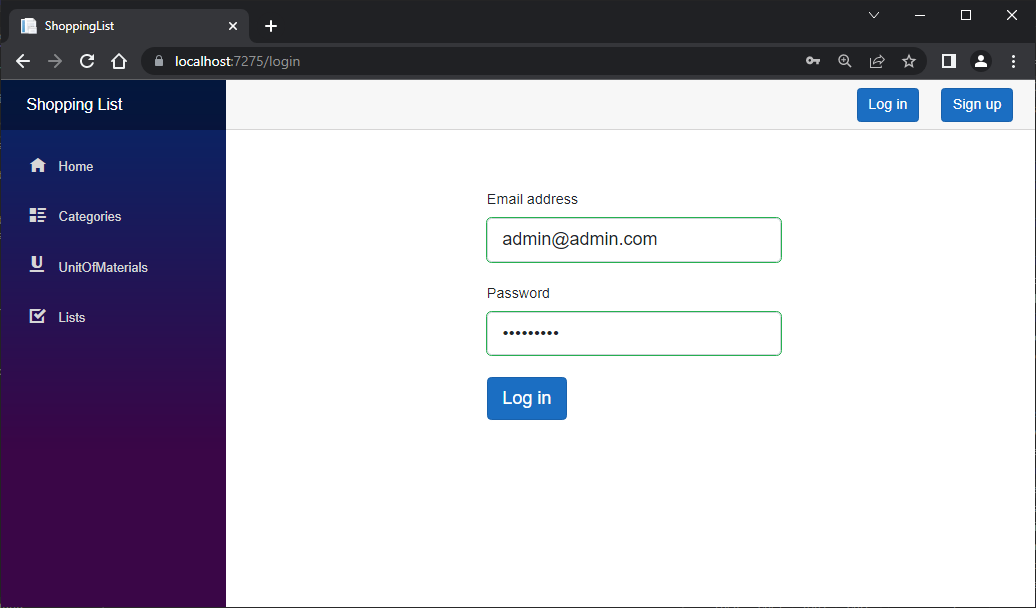 ShoppingList
localhost:7275/login
Shopping List
Log in
Sign up
Home
Categories
UnitOfMaterials
Lists
Email address
admin@admin.com
Password
•••••••••
Log in